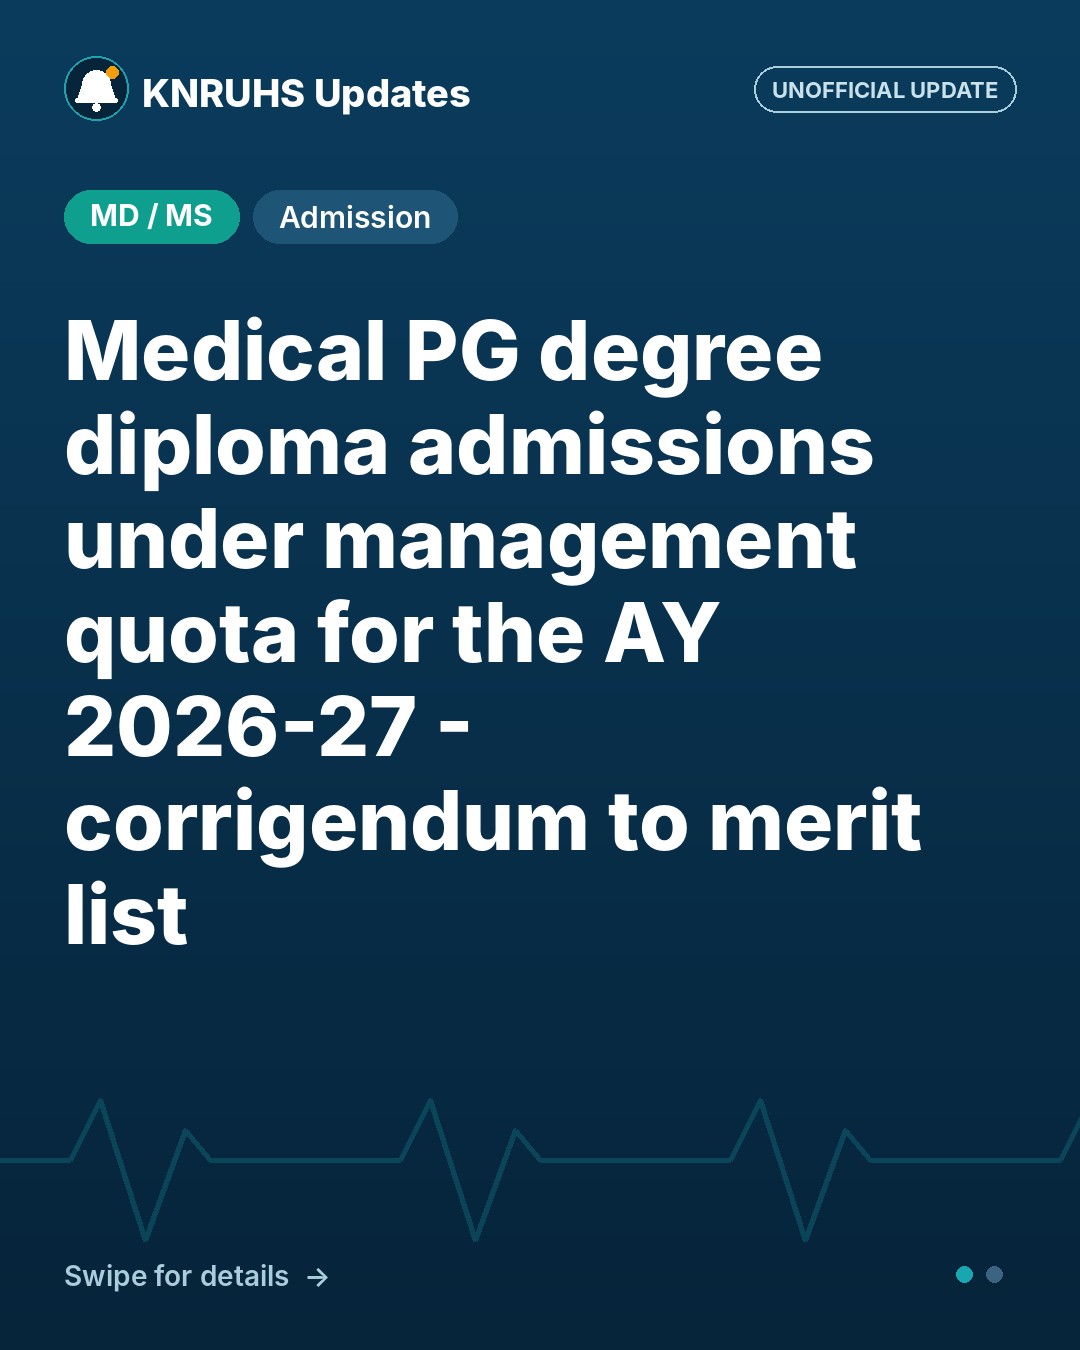 KNRUHS Updates
UNOFFICIAL UPDATE
MD / MS
Admission
Medical PG degree
diploma admissions
under management
quota for the AY
2026-27 -
corrigendum to merit
list
Swipe for details →